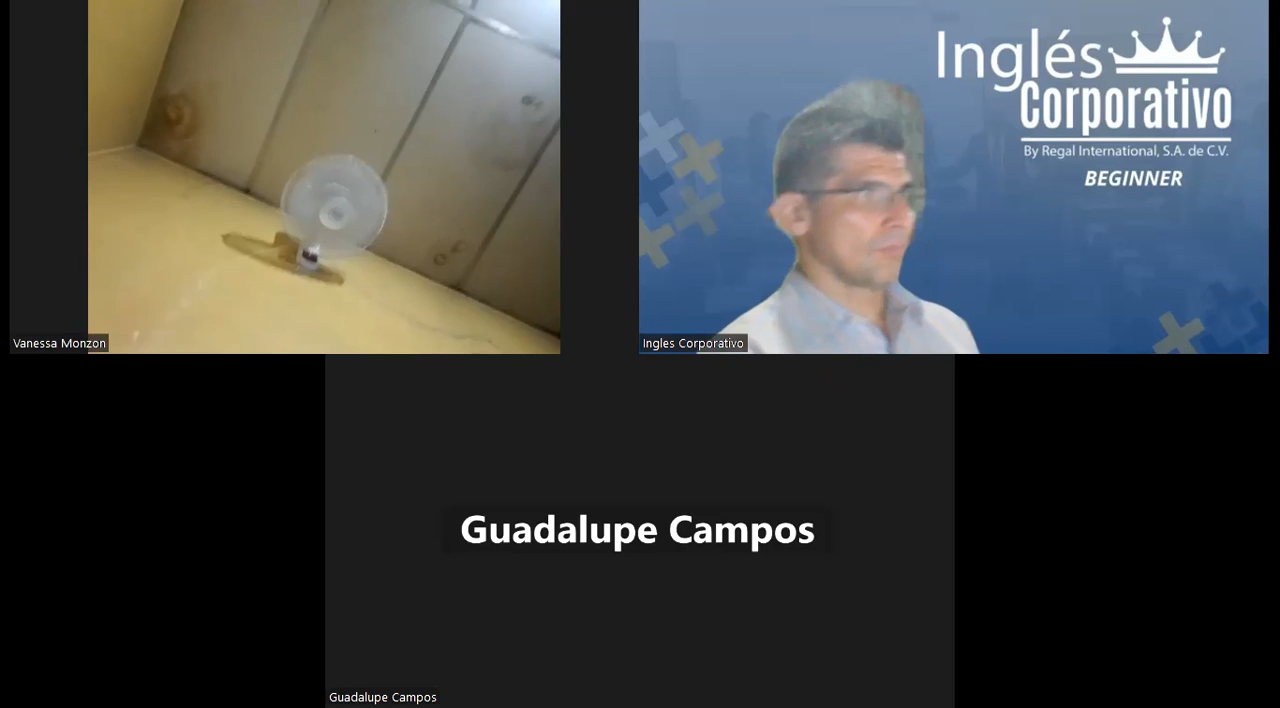 Inglés
Corporativo
By Regal International, S.A. de C.V.
BEGINNER
Vanessa Monzon
Ingles Corporativo
Guadalupe Campos
Guadalupe Campos